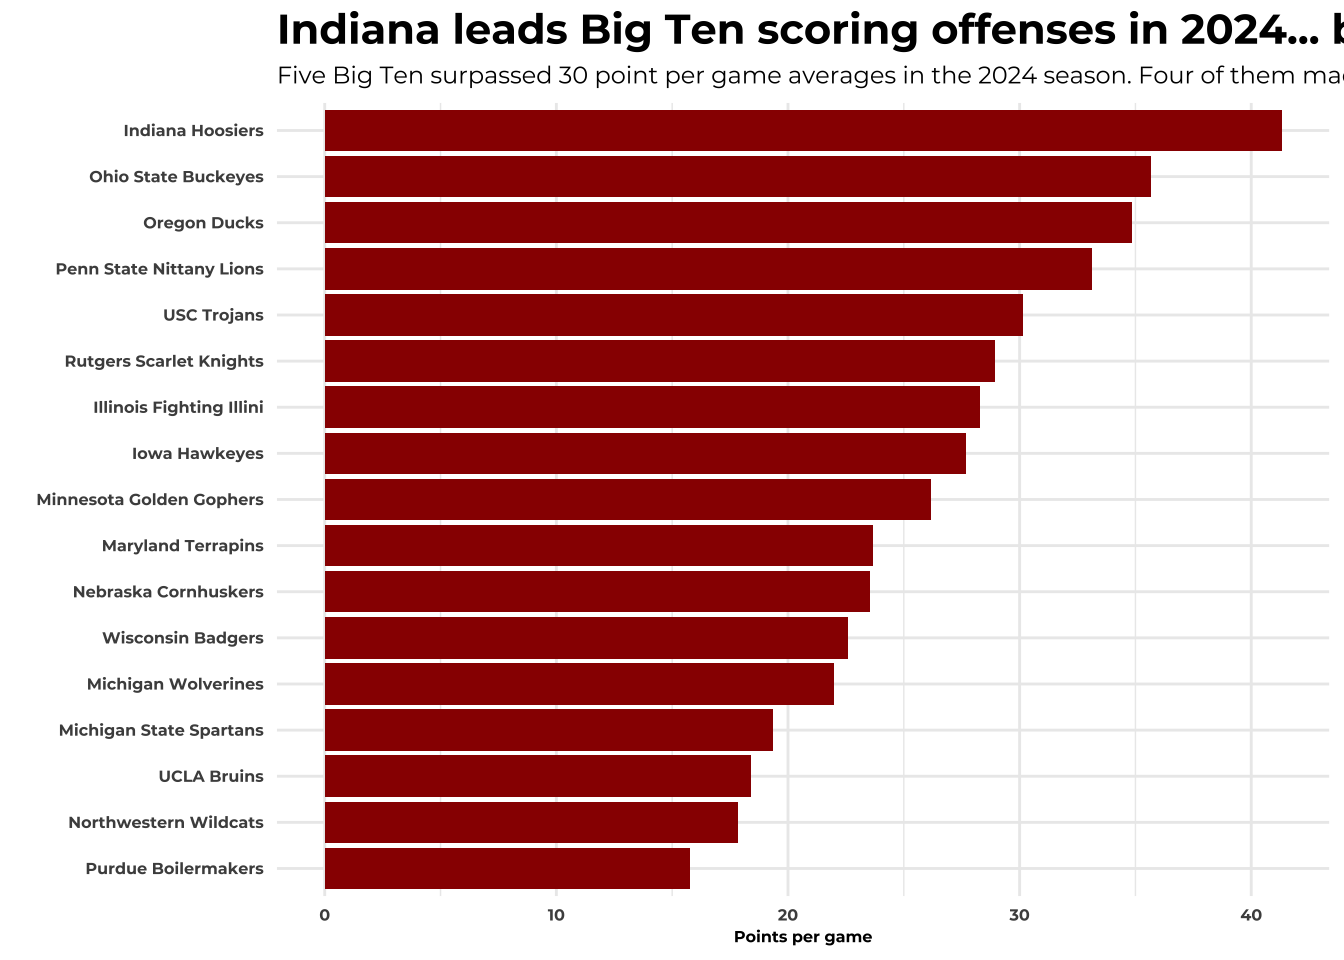 Indiana leads Big Ten scoring offenses in 2024...
Five Big Ten surpassed 30 point per game averages in the 2024 season. Four of them
Indiana Hoosiers
Ohio State Buckeyes
Oregon Ducks
Penn State Nittany Lions
USC Trojans
Rutgers Scarlet Knights
Illinois Fighting Illini
Iowa Hawkeyes
Minnesota Golden Gophers
Maryland Terrapins
Nebraska Cornhuskers
Wisconsin Badgers
Michigan Wolverines
Michigan State Spartans
UCLA Bruins
Northwestern Wildcats
Purdue Boilermakers
0 10 20 30 40
Points per game